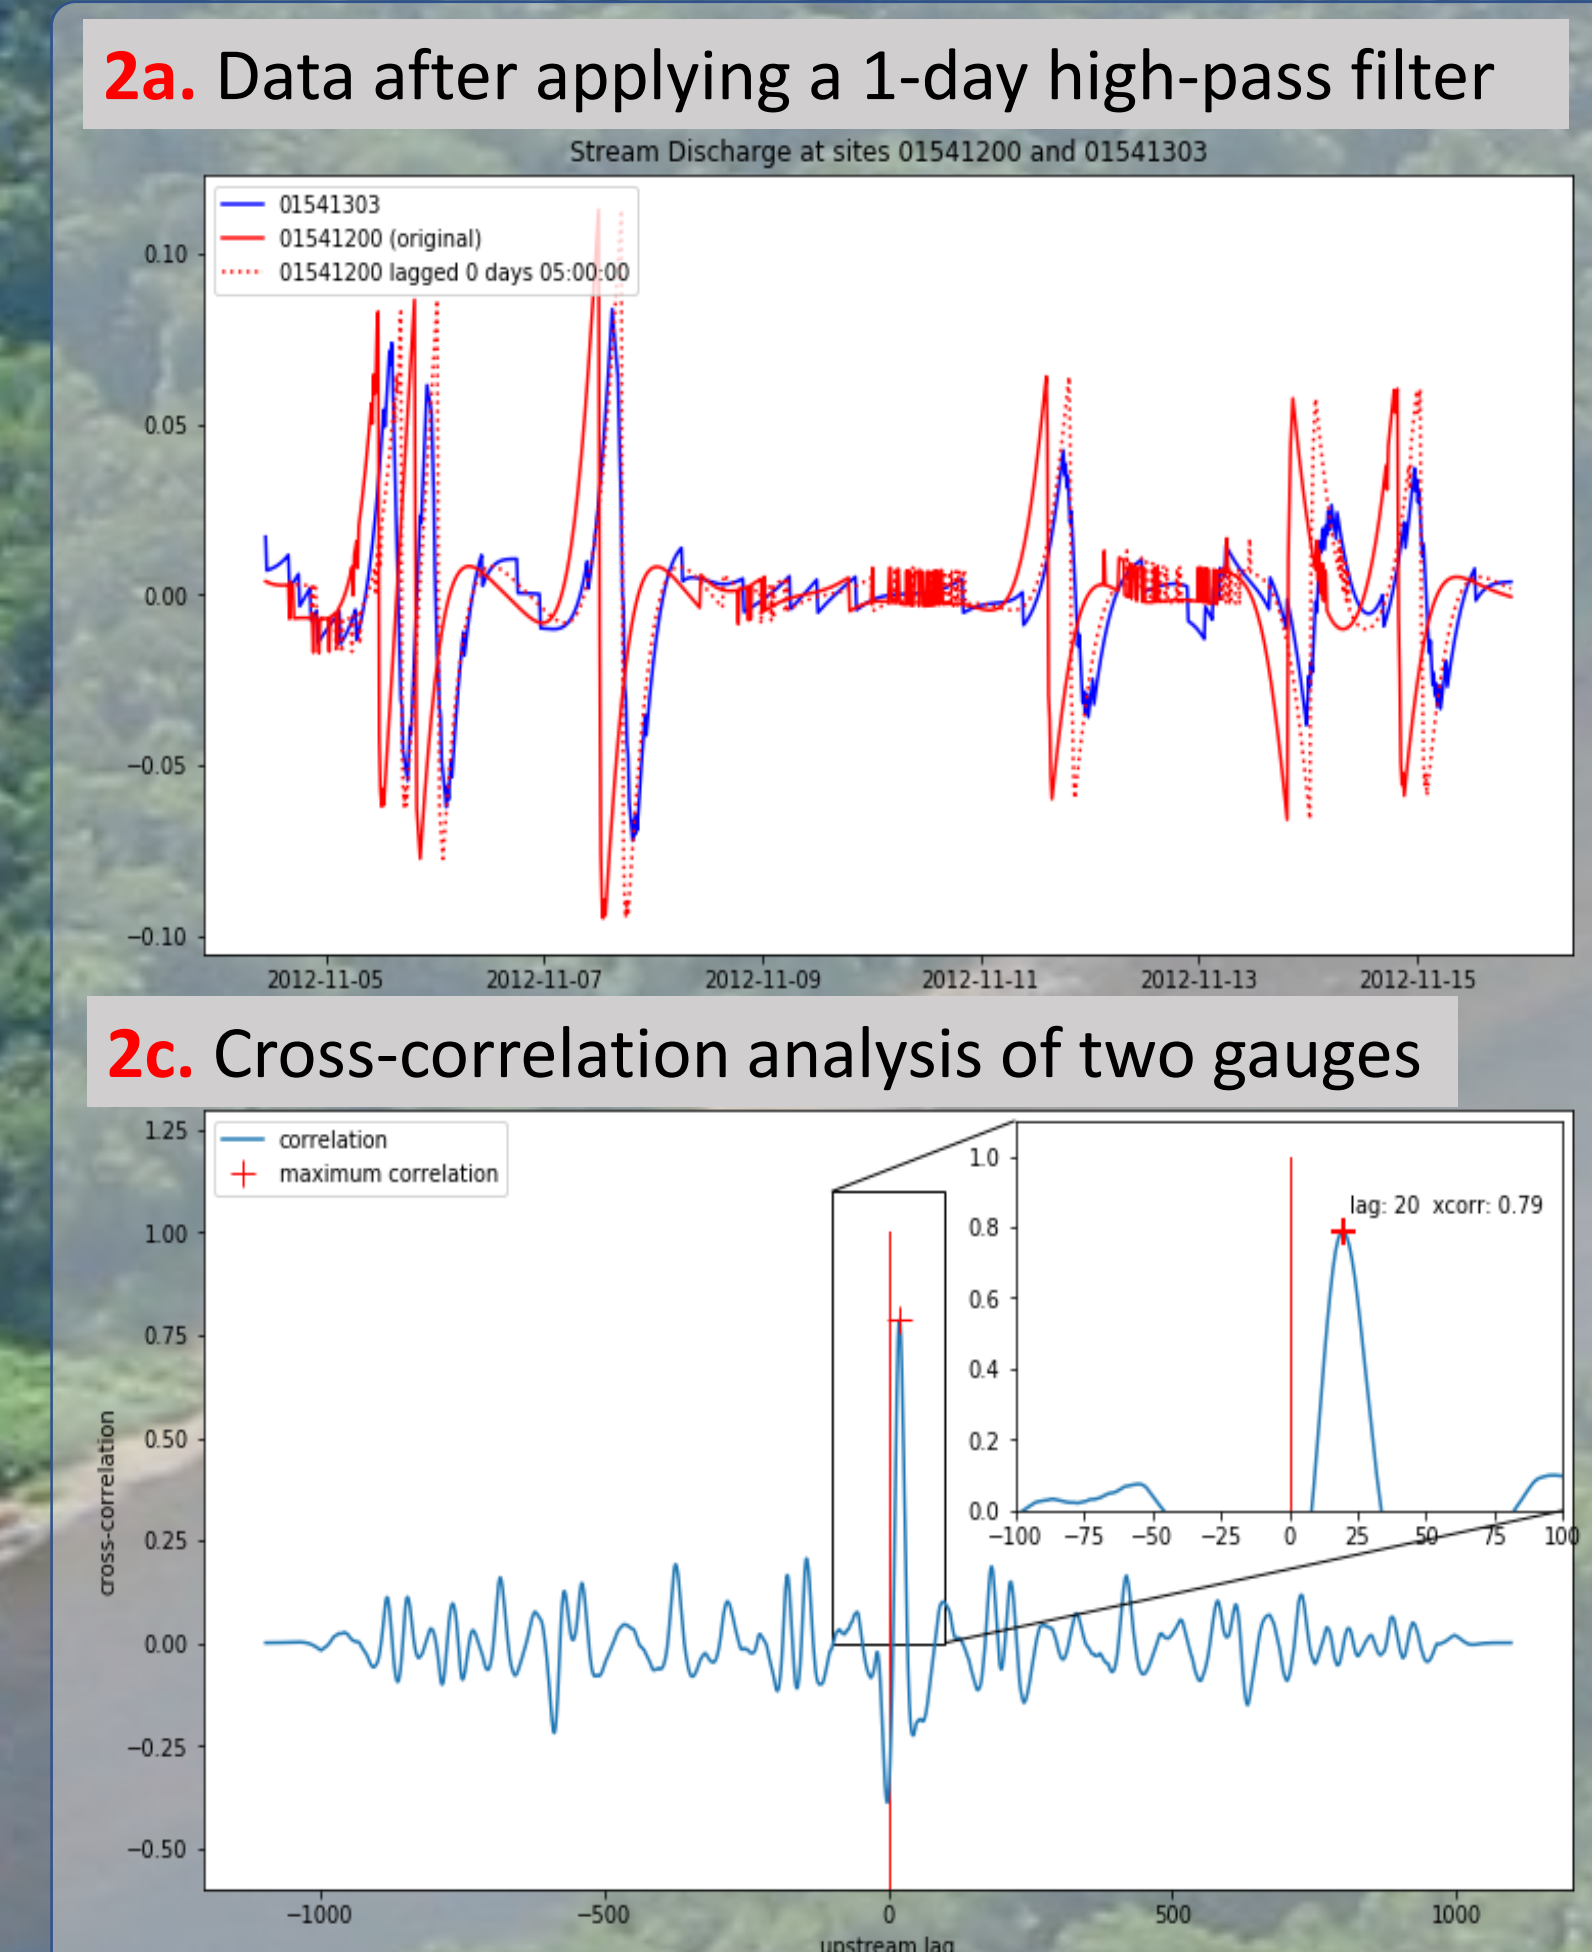 2a. Data after applying a 1-day high-pass filter
Stream Discharge at sites 01541200 and 01541303
01541303
01541200 (original)
01541200 lagged 0 days 05:00:00
0.10
0.05
0.00
−0.05
−0.10
2012-11-05 2012-11-07 2012-11-09 2012-11-11 2012-11-13 2012-11-15
2c. Cross-correlation analysis of two gauges
correlation
maximum correlation
1.25
1.00
0.75
0.50
0.25
0.00
−0.25
−0.50
cross-correlation
lag: 20 xcorr: 0.79
1.0
0.8
0.6
0.4
0.2
0.0
−100 −75 −50 −25 0 25 50 75 100
−1000 −500 0 500 1000
upstream lag